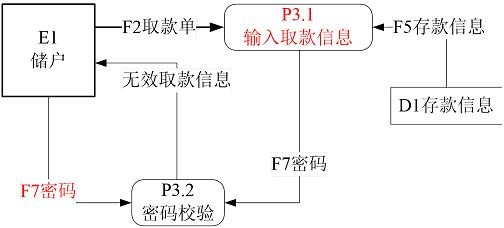 E1
储户
F2取款单
P3.1
输入取款信息
F5存款信息
无效取款信息
D1存款信息
F7密码
F7密码
P3.2
密码校验